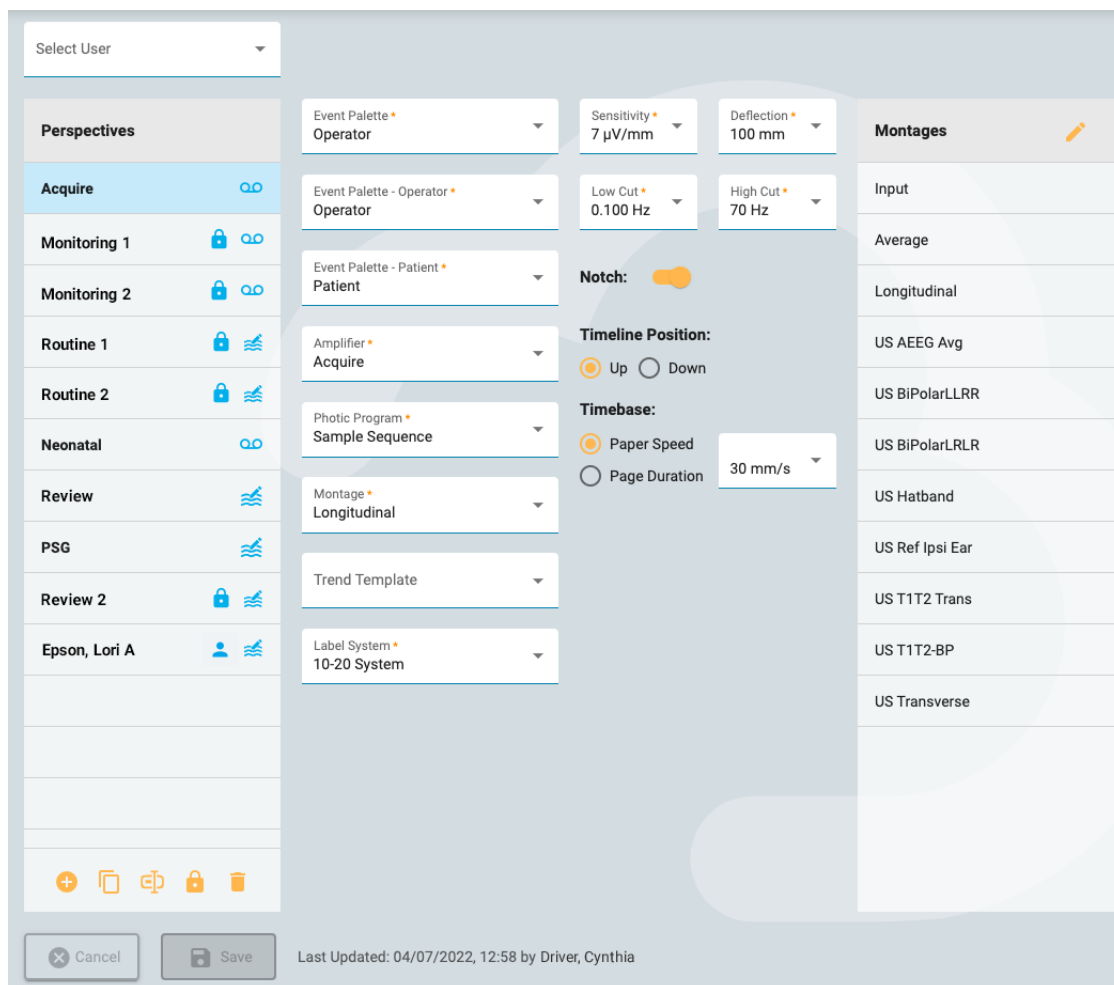 Select User
Perspectives
Acquire
Monitoring 1
Monitoring 2
Routine 1
Routine 2
Neonatal
Review
PSG
Review 2
Epson, Lori A
Event Palette *
Operator
Event Palette - Operator *
Operator
Event Palette - Patient *
Patient
Amplifier *
Acquire
Photic Program *
Sample Sequence
Montage *
Longitudinal
Trend Template
Label System *
10-20 System
Sensitivity *
7 µV/mm
Deflection *
100 mm
Low Cut *
0.100 Hz
High Cut *
70 Hz
Notch:
Timeline Position:
Up Down
Timebase:
Paper Speed
Page Duration
30 mm/s
Montages
Input
Average
Longitudinal
US AEEG Avg
US BiPolarLLRR
US BiPolarLRLR
US Hatband
US Ref Ipsi Ear
US T1T2 Trans
US T1T2-BP
US Transverse
Cancel
Save
Last Updated: 04/07/2022, 12:58 by Driver, Cynthia